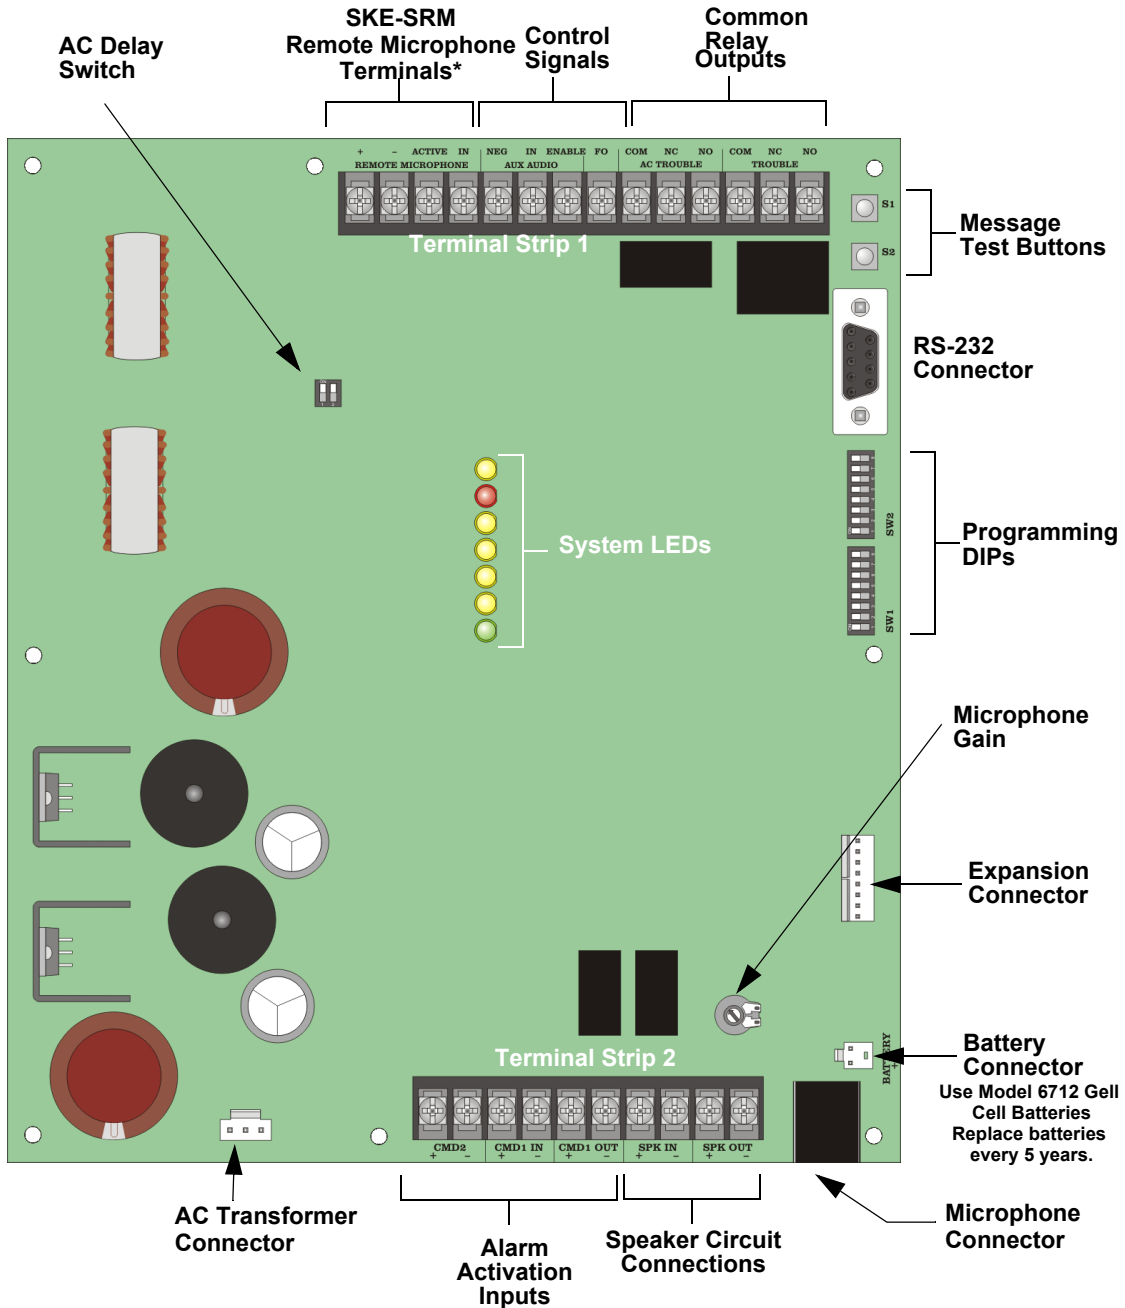 SKE-SRM
Remote Microphone
Terminals*
Control
Signals
Common
Relay
Outputs
AC Delay
Switch
+ – ACTIVE IN NEG IN ENABLE FO COM NC NO COM NC NO
REMOTE MICROPHONE AUX AUDIO AC TROUBLE TROUBLE
Terminal Strip 1
S1
S2
Message
Test Buttons
RS-232
Connector
SW2
SW1
Programming
DIPs
System LEDs
Microphone
Gain
Expansion
Connector
Terminal Strip 2
BATTERY
+
Battery
Connector
Use Model 6712 Gell
Cell Batteries
Replace batteries
every 5 years.
CMD2 CMD1 IN CMD1 OUT SPK IN SPK OUT
+ – + – + – + – + –
AC Transformer
Connector
Alarm
Activation
Inputs
Speaker Circuit
Connections
Microphone
Connector